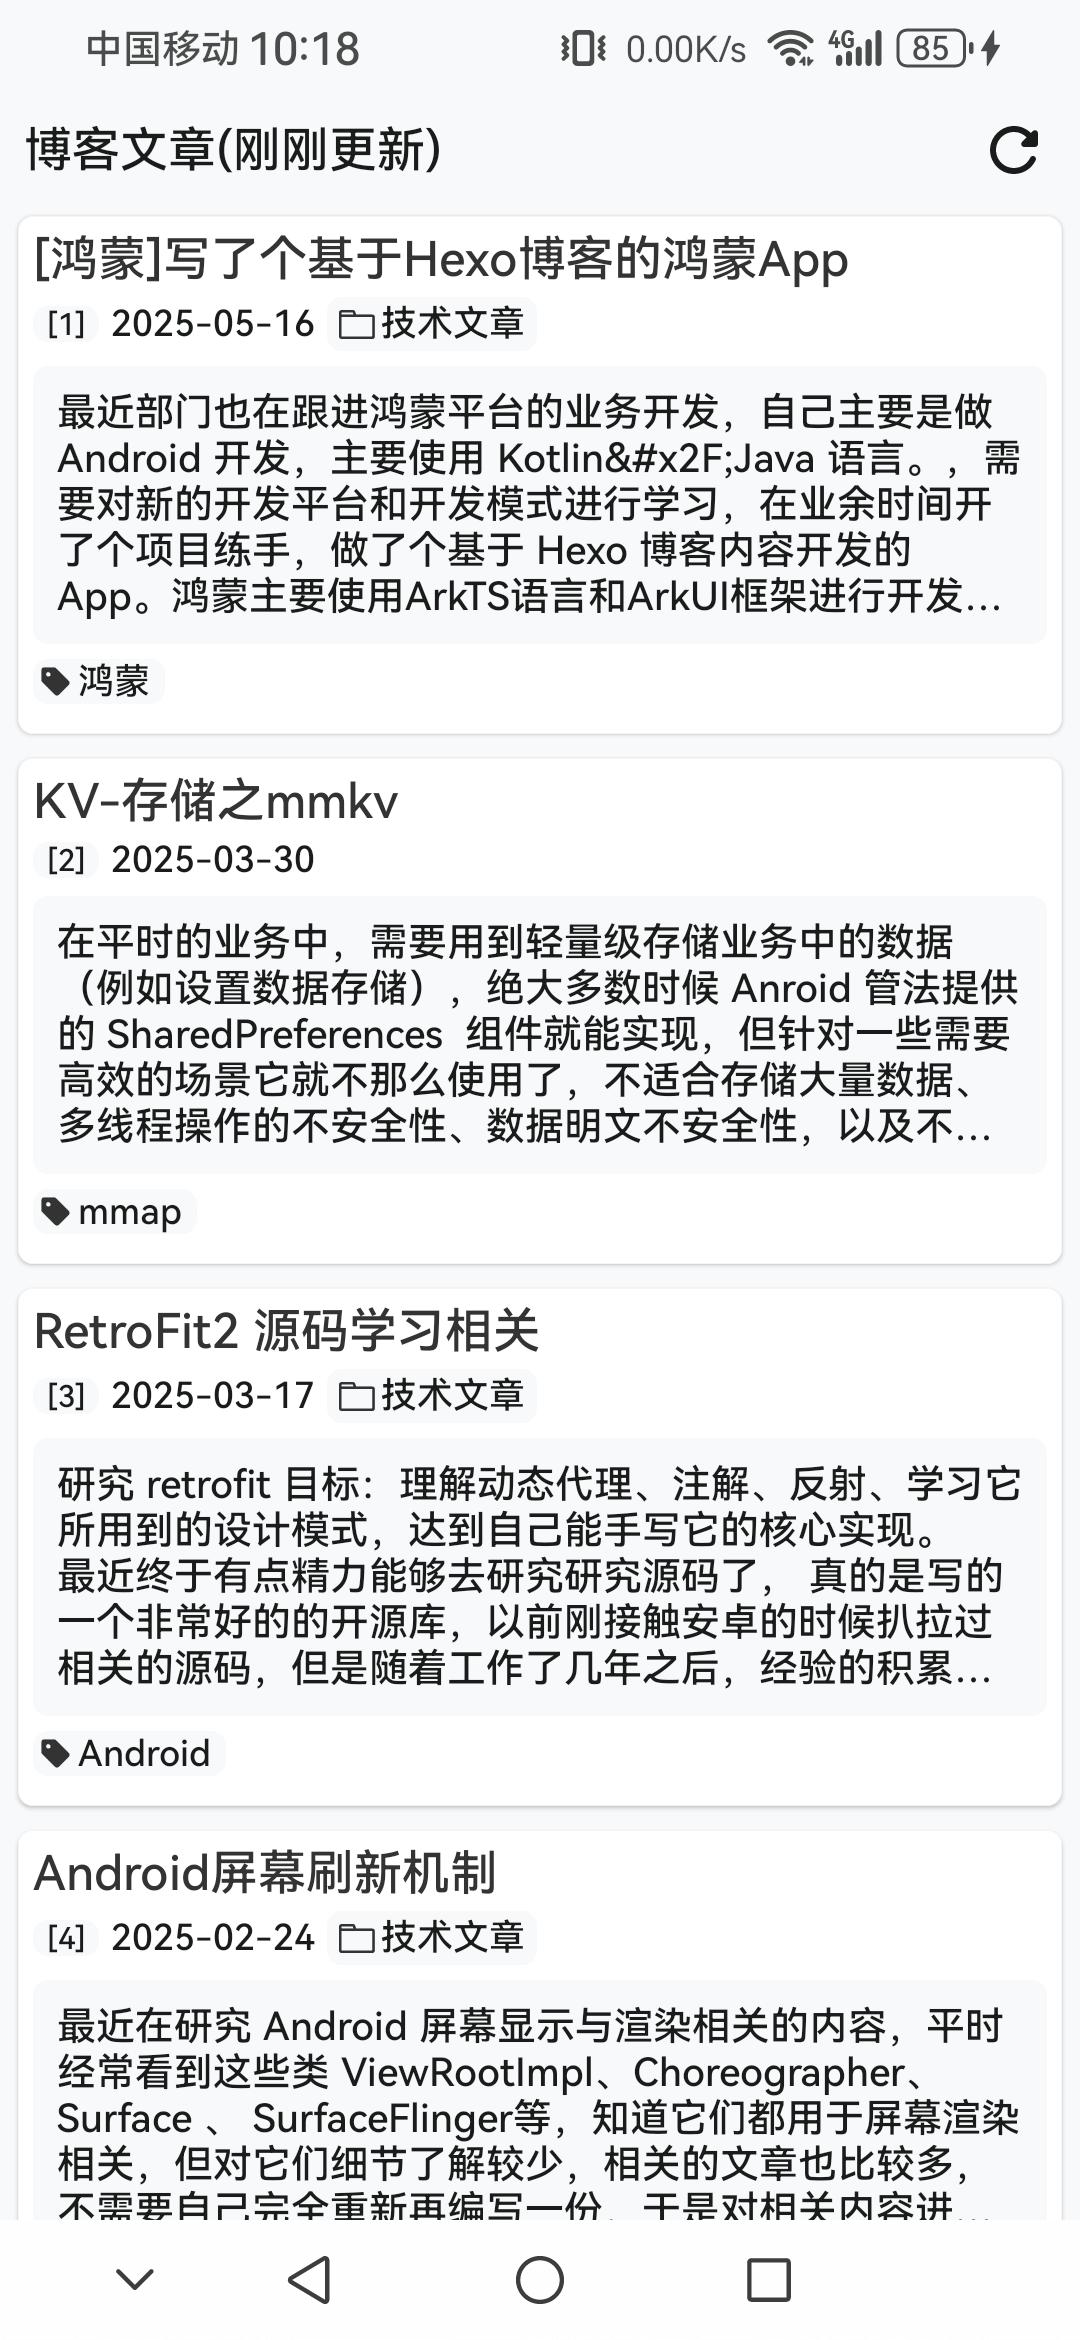 中国移动 10:18 0.00K/s 4G 85
博客文章(刚刚更新)
[鸿蒙]写了个基于Hexo博客的鸿蒙App
[1] 2025-05-16 技术文章
最近部门也在跟进鸿蒙平台的业务开发，自己主要是做
Android 开发，主要使用 Kotlin&#x2F;Java 语言。，需
要对新的开发平台和开发模式进行学习，在业余时间开
了个项目练手，做了个基于 Hexo 博客内容开发的
App。鸿蒙主要使用ArkTS语言和ArkUI框架进行开发...
鸿蒙
KV-存储之mmkv
[2] 2025-03-30
在平时的业务中，需要用到轻量级存储业务中的数据
（例如设置数据存储），绝大多数时候 Anroid 管法提供
的 SharedPreferences  组件就能实现，但针对一些需要
高效的场景它就不那么使用了，不适合存储大量数据、
多线程操作的不安全性、数据明文不安全性，以及不...
mmap
RetroFit2 源码学习相关
[3] 2025-03-17 技术文章
研究 retrofit 目标：理解动态代理、注解、反射、学习它
所用到的设计模式，达到自己能手写它的核心实现。
最近终于有点精力能够去研究研究源码了， 真的是写的
一个非常好的的开源库，以前刚接触安卓的时候扒拉过
相关的源码，但是随着工作了几年之后，经验的积累...
Android
Android屏幕刷新机制
[4] 2025-02-24 技术文章
最近在研究 Android 屏幕显示与渲染相关的内容，平时
经常看到这些类 ViewRootImpl、Choreographer、
Surface 、 SurfaceFlinger等，知道它们都用于屏幕渲染
相关，但对它们细节了解较少，相关的文章也比较多，
不需要自己完全重新再编写一份，于是对相关内容进...